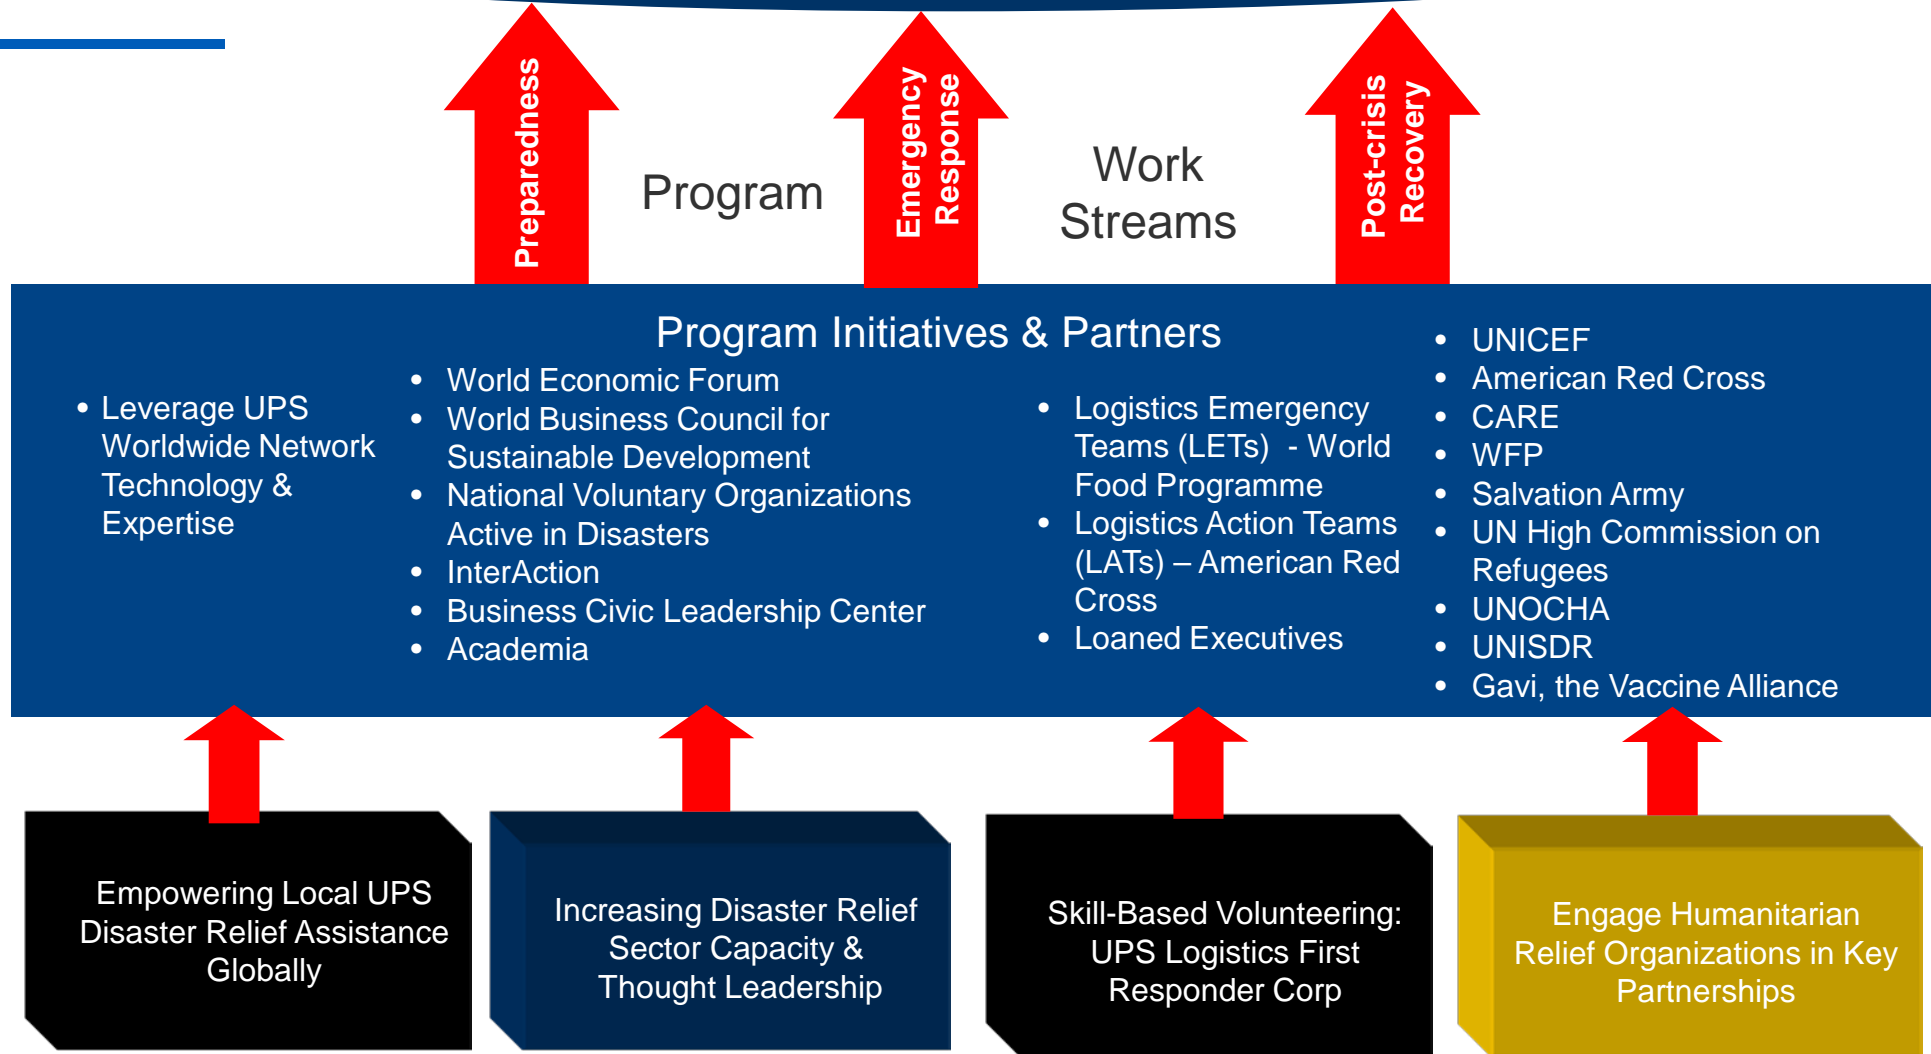 Preparedness
Program
Emergency
Response
Work
Streams
Post-crisis
Recovery
Program Initiatives & Partners
• Leverage UPS
Worldwide Network
Technology &
Expertise
• World Economic Forum
• World Business Council for
Sustainable Development
• National Voluntary Organizations
Active in Disasters
• InterAction
• Business Civic Leadership Center
• Academia
• Logistics Emergency
Teams (LETs) - World
Food Programme
• Logistics Action Teams
(LATs) – American Red
Cross
• Loaned Executives
• UNICEF
• American Red Cross
• CARE
• WFP
• Salvation Army
• UN High Commission on
Refugees
• UNOCHA
• UNISDR
• Gavi, the Vaccine Alliance
Empowering Local UPS
Disaster Relief Assistance
Globally
Increasing Disaster Relief
Sector Capacity &
Thought Leadership
Skill-Based Volunteering:
UPS Logistics First
Responder Corp
Engage Humanitarian
Relief Organizations in Key
Partnerships